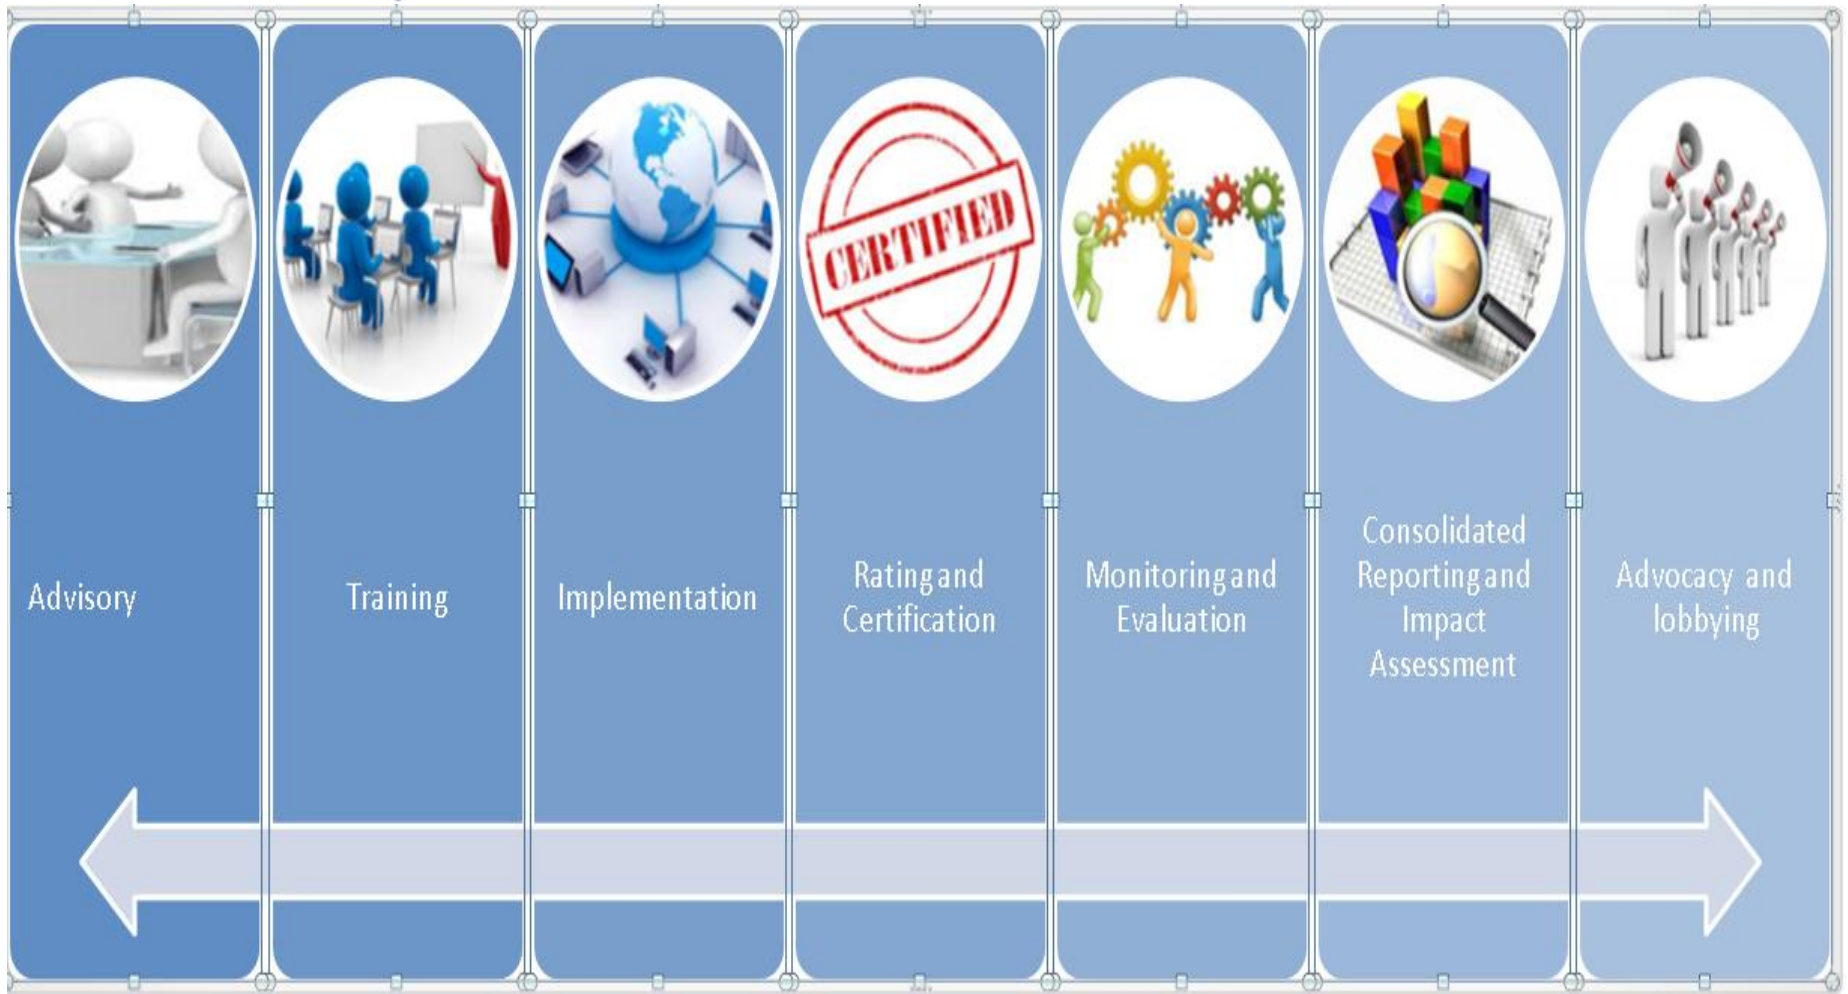 Advisory
Training
Implementation
CERTIFIED
Rating and
Certification
Monitoring and
Evaluation
Consolidated
Reporting and
Impact
Assessment
Advocacy and
lobbying